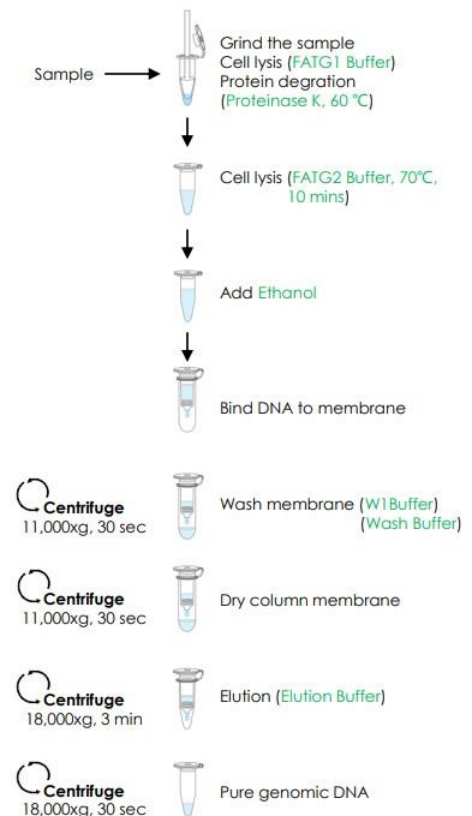 Grind the sample
Cell lysis (FATG1 Buffer)
Sample
Protein degration
(Proteinase K, 60 ℃)
Cell lysis (FATG2 Buffer, 70℃,
10 mins)
Add Ethanol
Bind DNA to membrane
Wash membrane (W1Buffer)
(Wash Buffer)
Centrifuge
11,000xg, 30 sec
Dry column membrane
Centrifuge
11,000xg, 30 sec
Elution (Elution Buffer)
Centrifuge
18,000xg, 3 min
Pure genomic DNA
Centrifuge
18,000xg, 30 sec